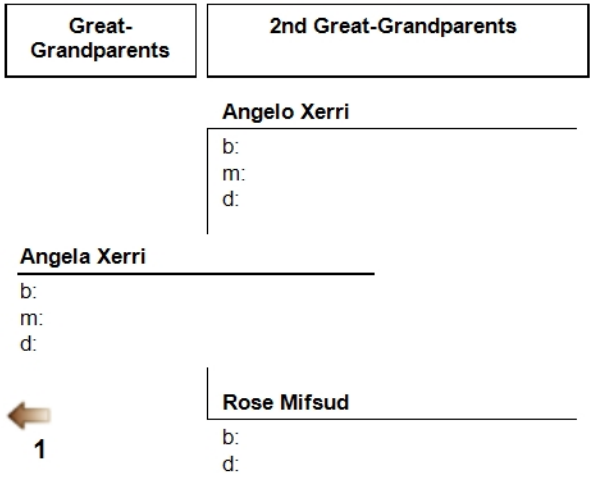 Great-
Grandparents
2nd Great-Grandparents
Angelo Xerri
b:
m:
d:
Angela Xerri
b:
m:
d:
Rose Mifsud
b:
d:
1